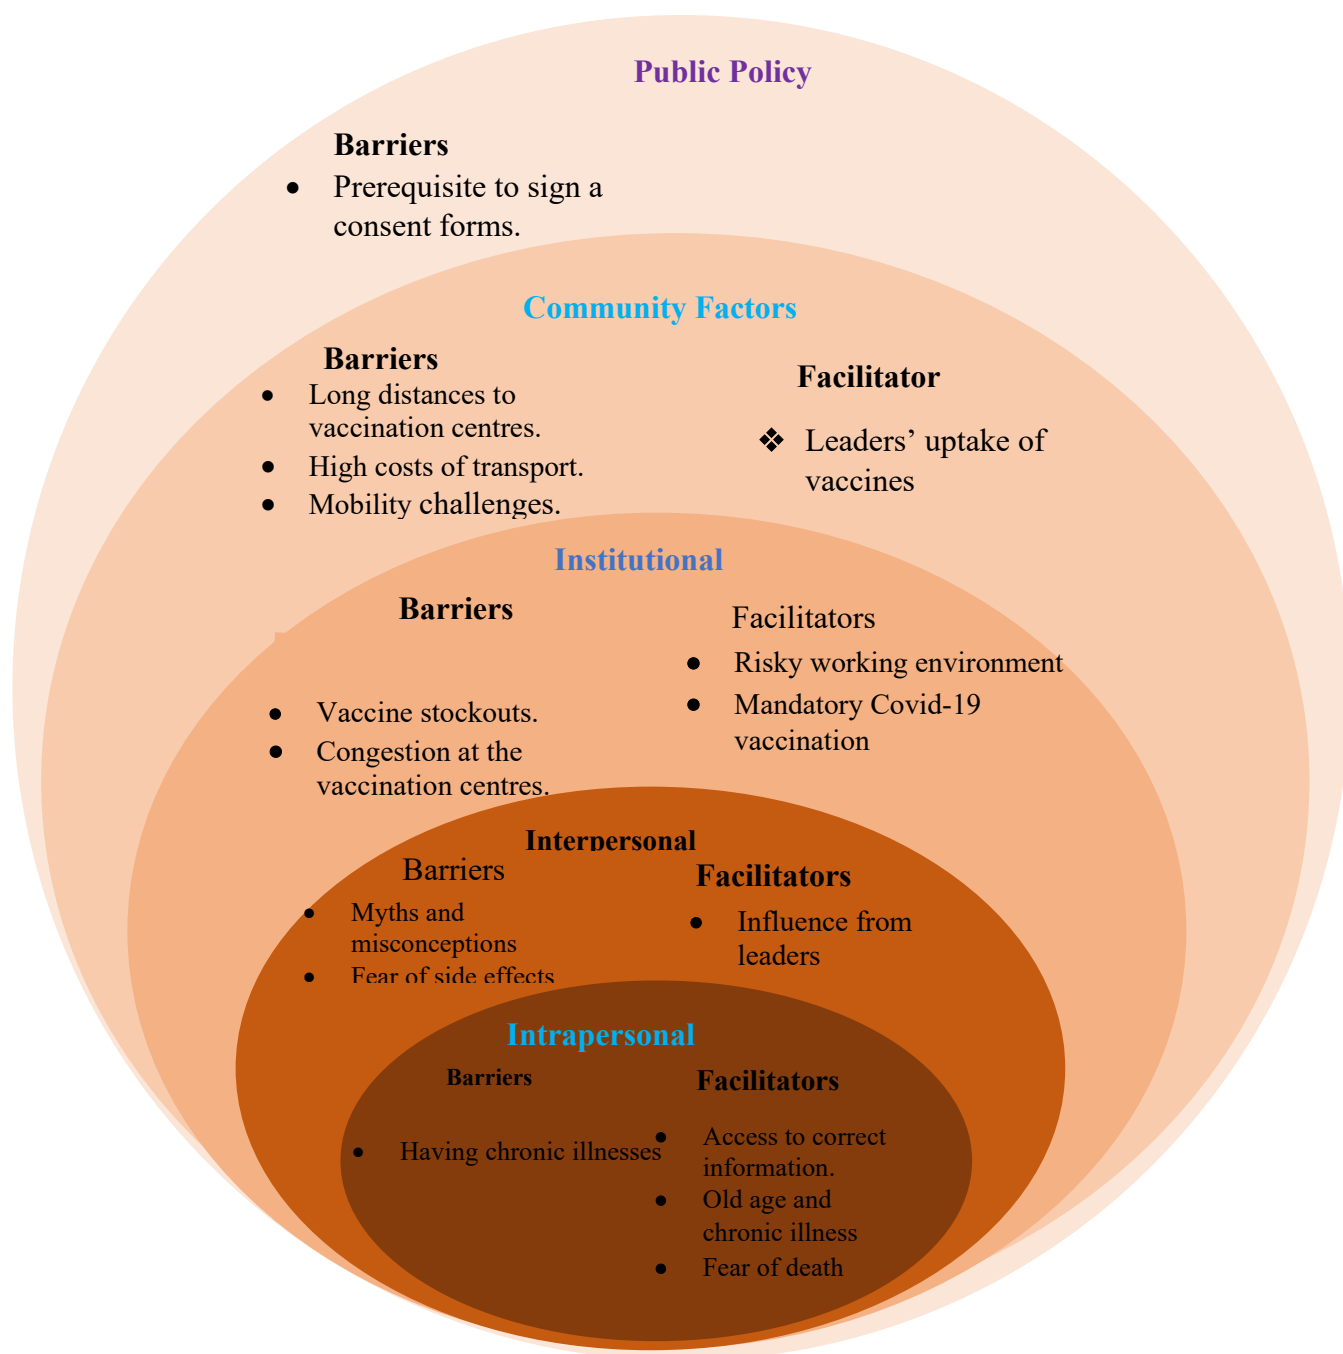 Public Policy
Barriers
• Prerequisite to sign a
consent forms.
Community Factors
Barriers
• Long distances to
vaccination centres.
• High costs of transport.
• Mobility challenges.
Facilitator
❖ Leaders’ uptake of
vaccines
Institutional
Barriers
• Vaccine stockouts.
• Congestion at the
vaccination centres.
Facilitators
• Risky working environment
• Mandatory Covid-19
vaccination
Interpersonal
Barriers
• Myths and
misconceptions
• Fear of side effects
Facilitators
• Influence from
leaders
Intrapersonal
Barriers
• Having chronic illnesses
Facilitators
• Access to correct
information.
• Old age and
chronic illness
• Fear of death